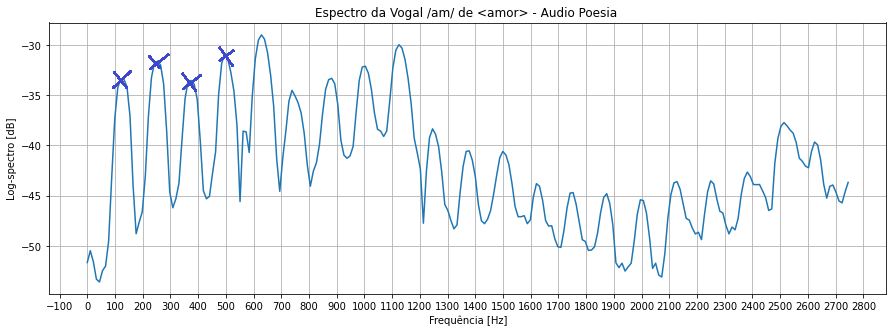 Espectro da Vogal /am/ de <amor> - Audio Poesia
Log-spectro [dB]
−30
−35
−40
−45
−50
−100 0 100 200 300 400 500 600 700 800 900 1000 1100 1200 1300 1400 1500 1600 1700 1800 1900 2000 2100 2200 2300 2400 2500 2600 2700 2800
Frequência [Hz]